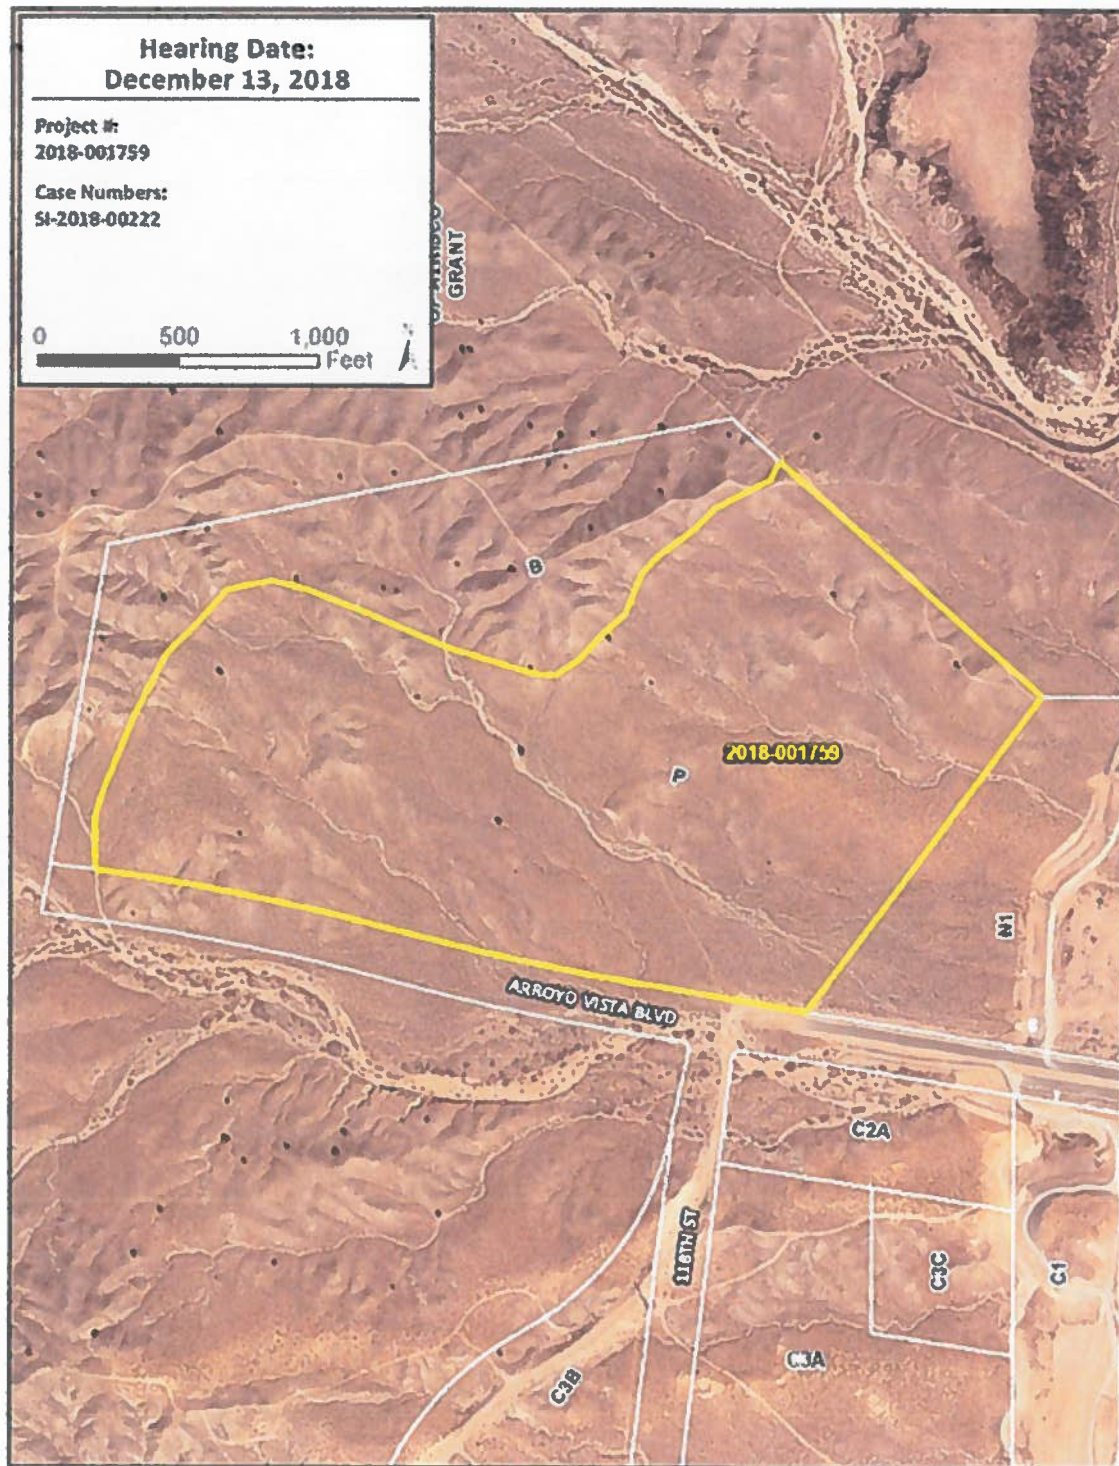 Hearing Date:
December 13, 2018
Project #:
2018-001759
Case Numbers:
SI-2018-00222
0 500 1,000
Feet
GRANT
B
2018-001759
P
N1
ARROYO VISTA BLVD
C2A
118TH ST
C3C
C1
C3A
C3B